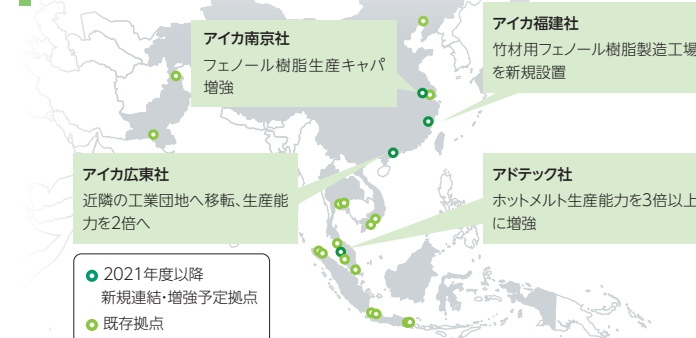 アイカ南京社
フェノール樹脂生産キャパ
増強
アイカ福建社
竹材用フェノール樹脂製造工場
を新規設置
アイカ広東社
近隣の工業団地へ移転、生産能
力を2倍へ
アドテック社
ホットメルト生産能力を3倍以上
に増強
2021年度以降
新規連結・増強予定拠点
既存拠点